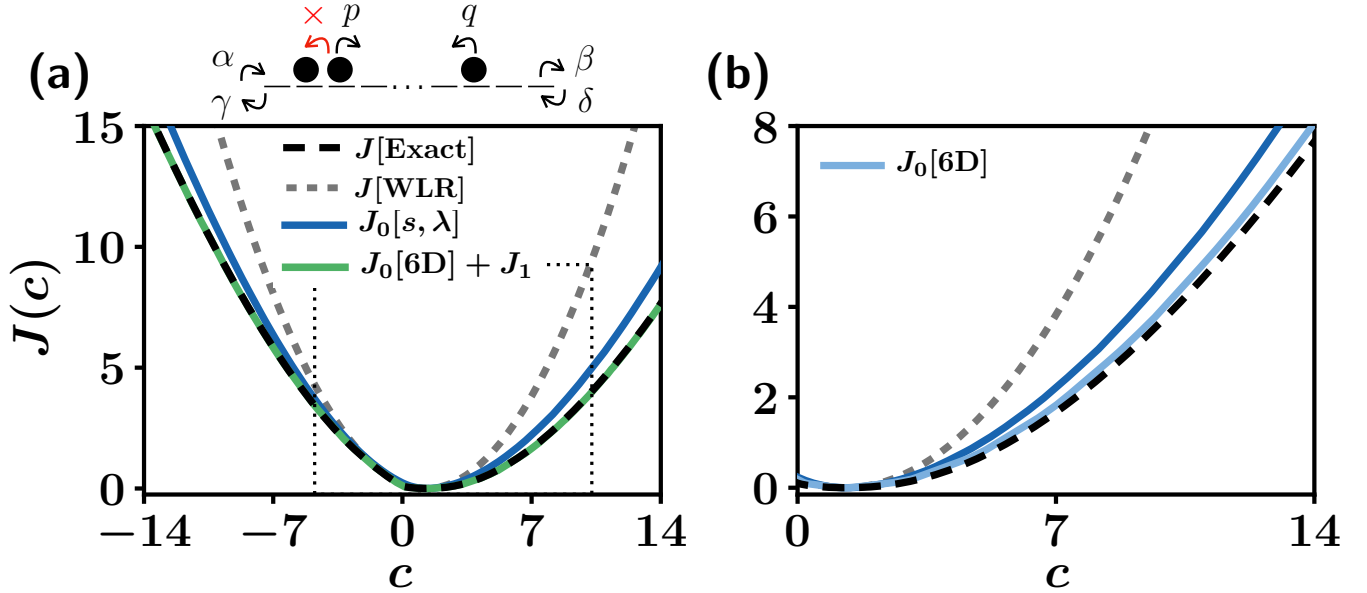 (a)
× p q
α β
γ δ
(b)
15
10
5
0
J(c)
J[Exact]
J[WLR]
J₀[s, λ]
J₀[6D] + J₁
−14 −7 0 7 14
c
8
6
4
2
0
J₀[6D]
0 7 14
c